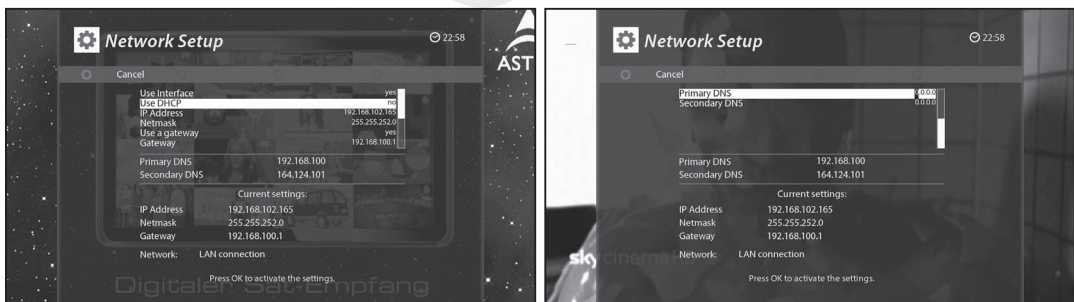 Network Setup
22:58
AST
Cancel
Use Interface yes
Use DHCP no
IP Address 192.168.102.165
Netmask 255.255.252.0
Use a gateway yes
Gateway 192.168.100.1
Primary DNS 192.168.100
Secondary DNS 164.124.101
Current settings:
IP Address 192.168.102.165
Netmask 255.255.252.0
Gateway 192.168.100.1
Network: LAN connection
Press OK to activate the settings.
Digitaler Sat-Empfang
Network Setup
22:58
Cancel
Primary DNS 0.0.0.0
Secondary DNS 0.0.0.0
Primary DNS 192.168.100
Secondary DNS 164.124.101
Current settings:
IP Address 192.168.102.165
Netmask 255.255.252.0
Gateway 192.168.100.1
sky cinema
Network: LAN connection
Press OK to activate the settings.